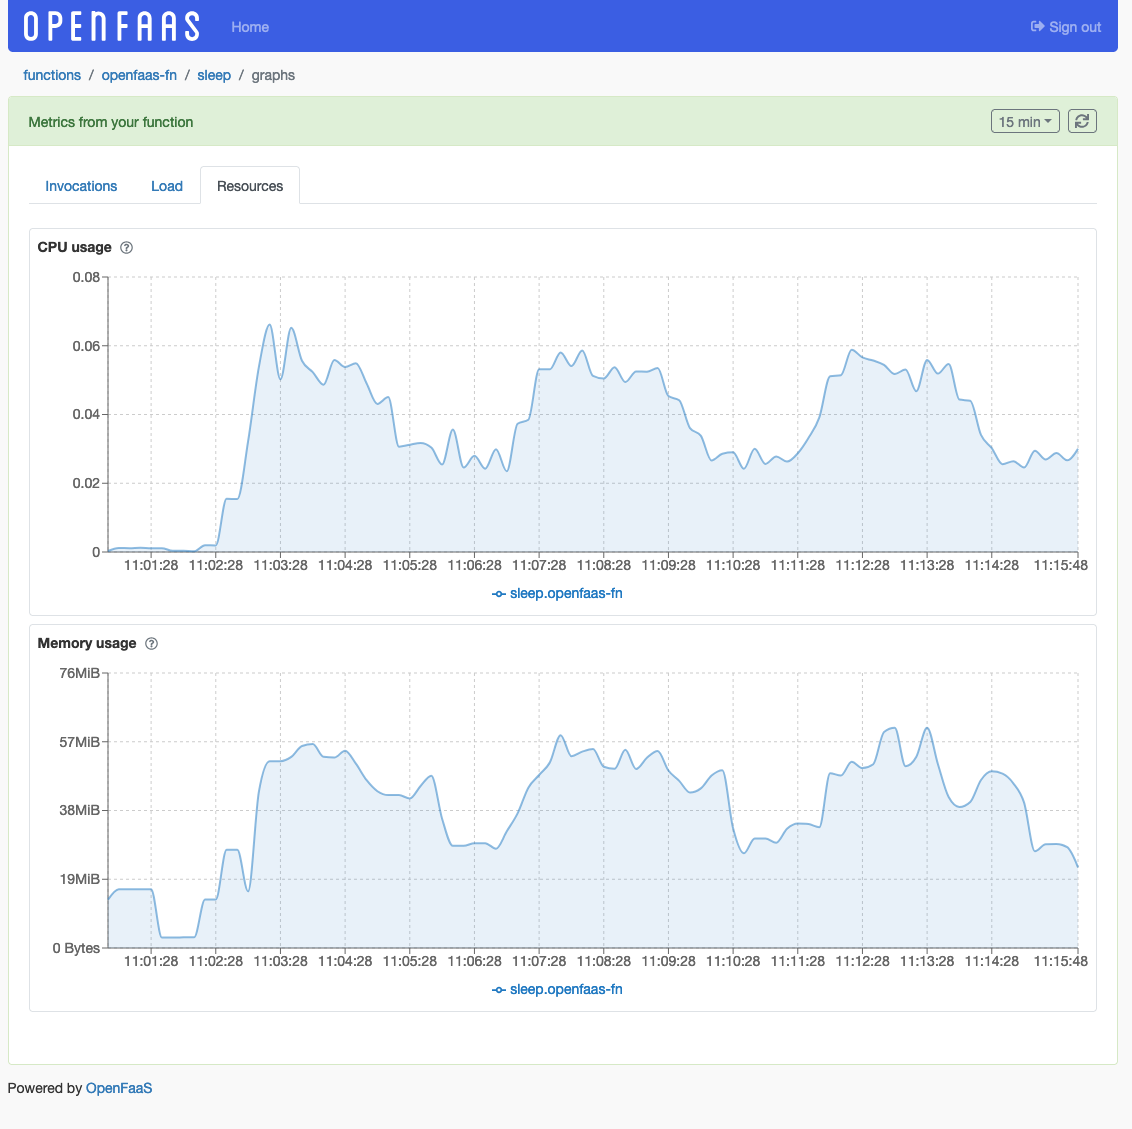 OPENFAAS Home Sign out
functions / openfaas-fn / sleep / graphs
Metrics from your function 15 min
Invocations Load Resources
CPU usage ?
0.08
0.06
0.04
0.02
0
11:01:28 11:02:28 11:03:28 11:04:28 11:05:28 11:06:28 11:07:28 11:08:28 11:09:28 11:10:28 11:11:28 11:12:28 11:13:28 11:14:28 11:15:48
sleep.openfaas-fn
Memory usage ?
76MiB
57MiB
38MiB
19MiB
0 Bytes
11:01:28 11:02:28 11:03:28 11:04:28 11:05:28 11:06:28 11:07:28 11:08:28 11:09:28 11:10:28 11:11:28 11:12:28 11:13:28 11:14:28 11:15:48
sleep.openfaas-fn
Powered by OpenFaaS